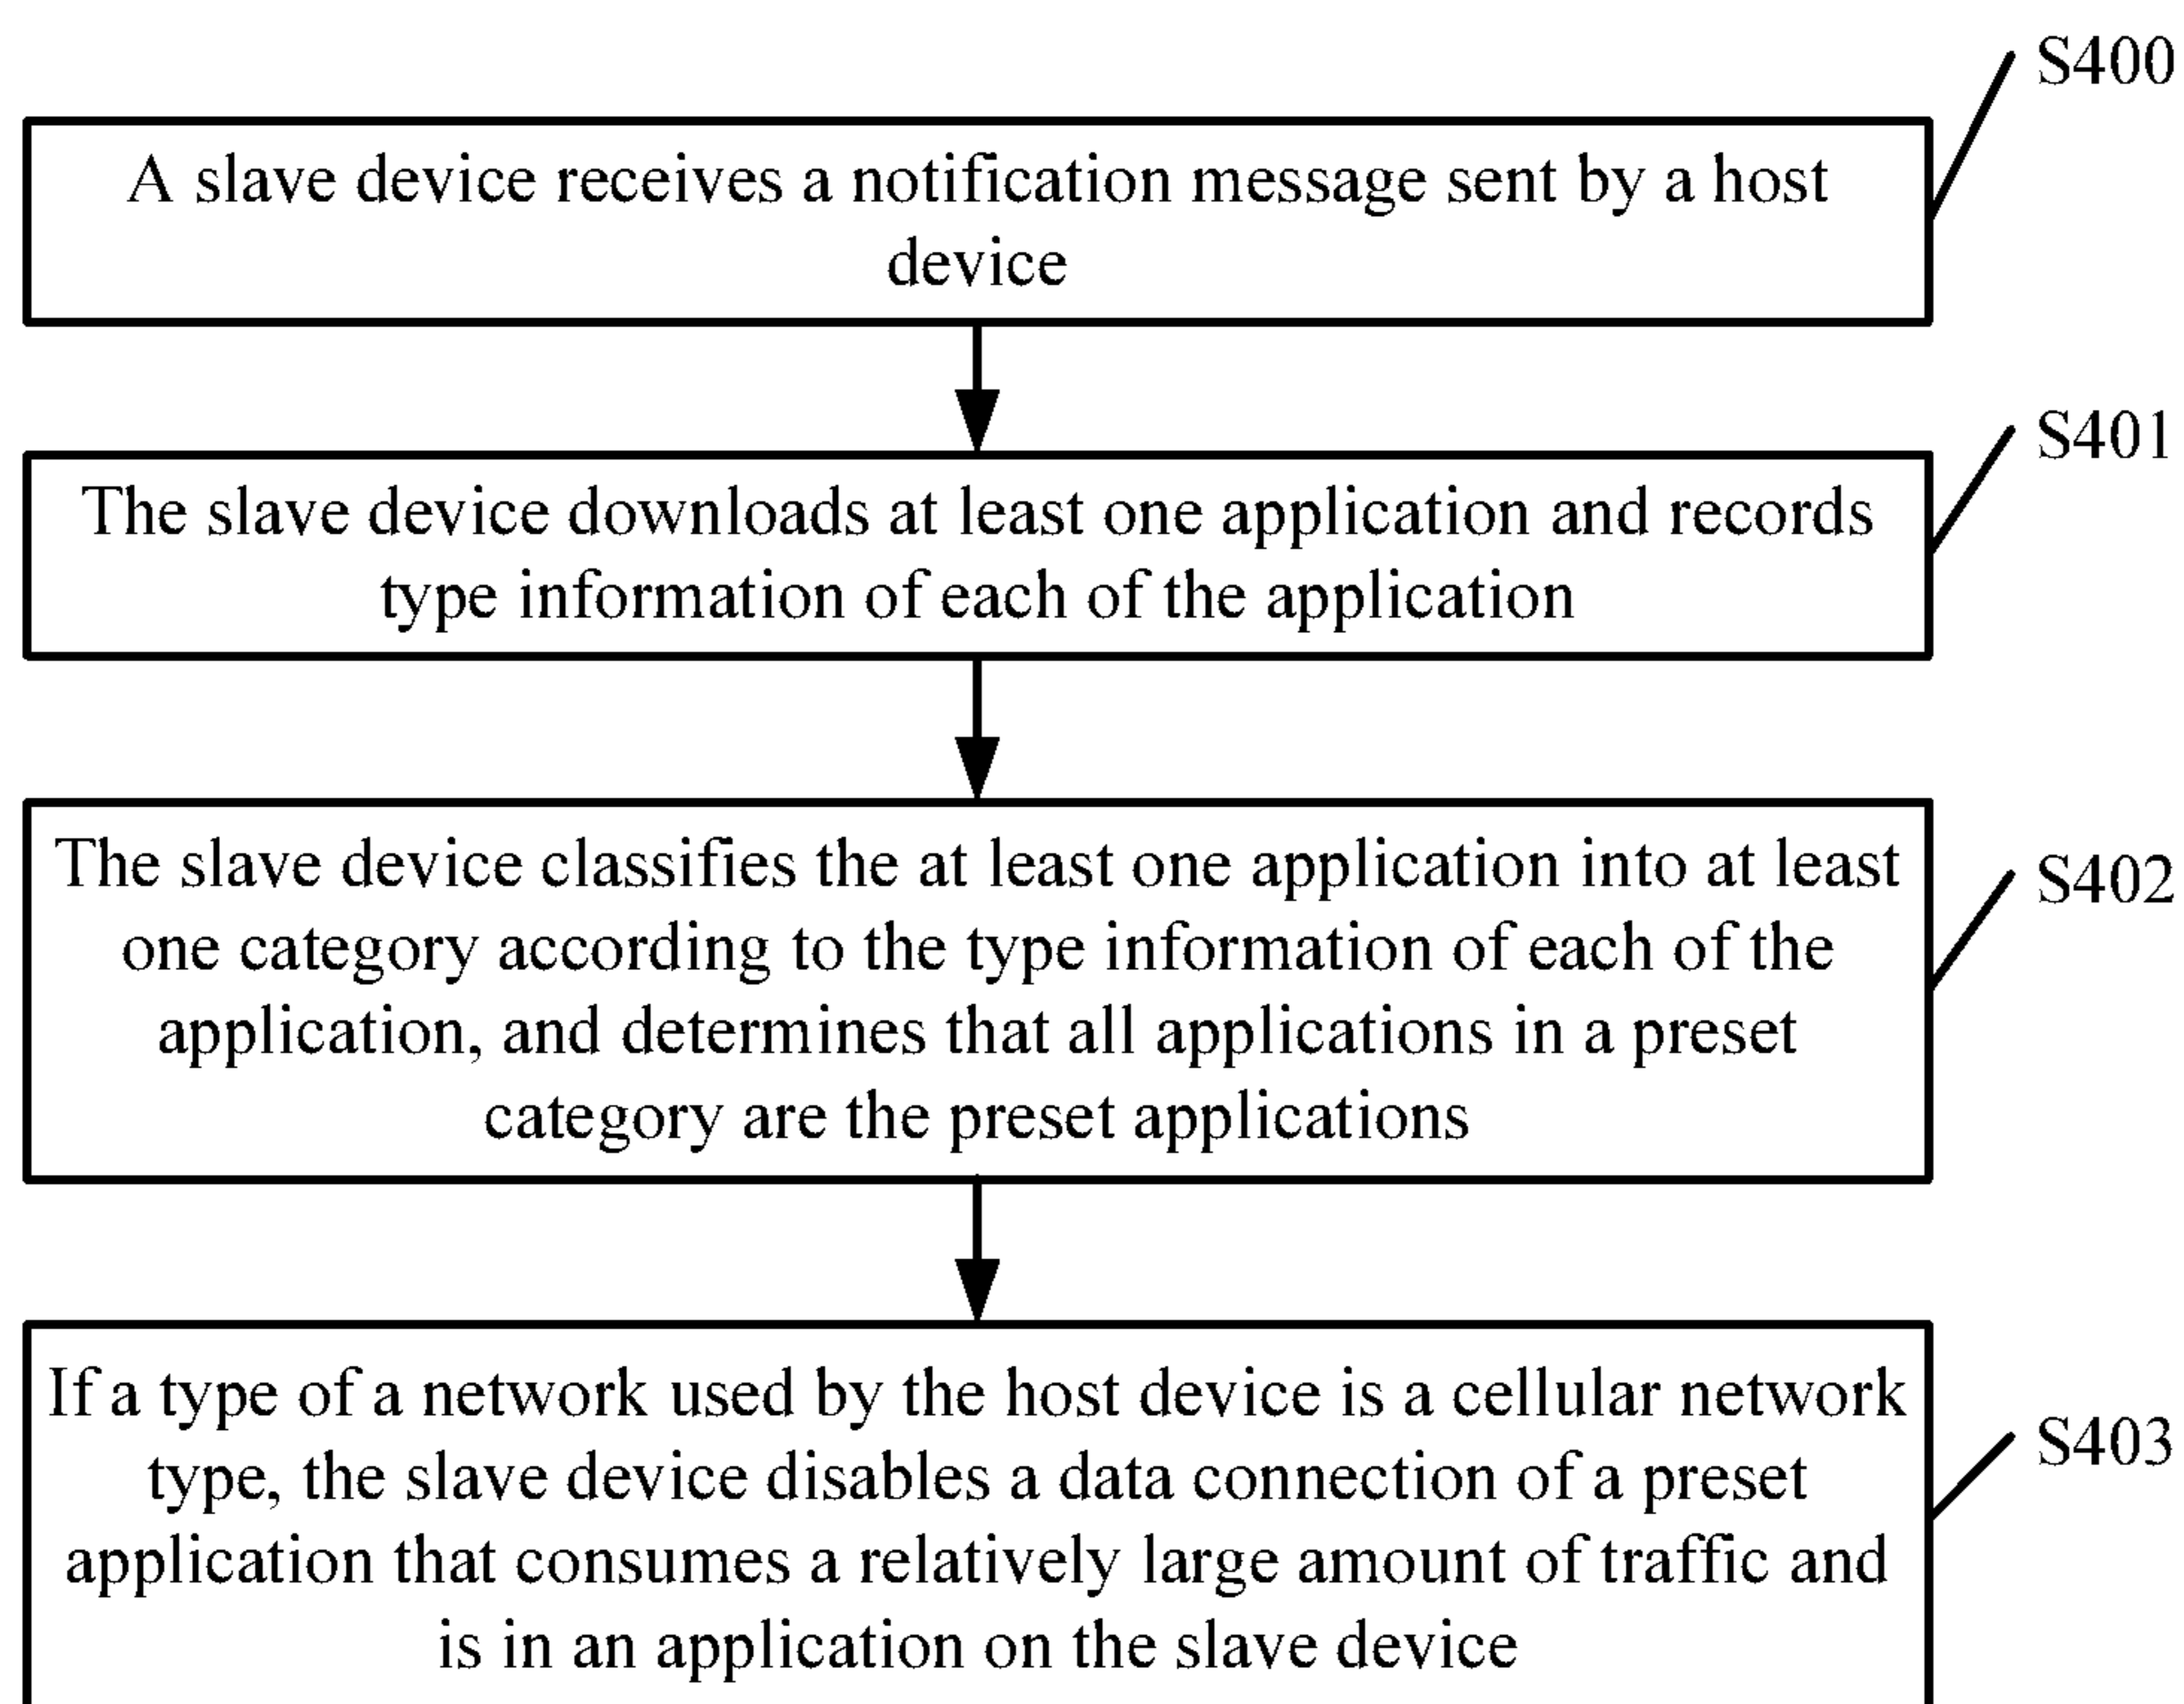 S400
A slave device receives a notification message sent by a host
device
S401
The slave device downloads at least one application and records
type information of each of the application
The slave device classifies the at least one application into at least
S402
one category according to the type information of each of the
application, and determines that all applications in a preset
category are the preset applications
If a type of a network used by the host device is a cellular network
S403
type, the slave device disables a data connection of a preset
application that consumes a relatively large amount of traffic and
is in an application on the slave device